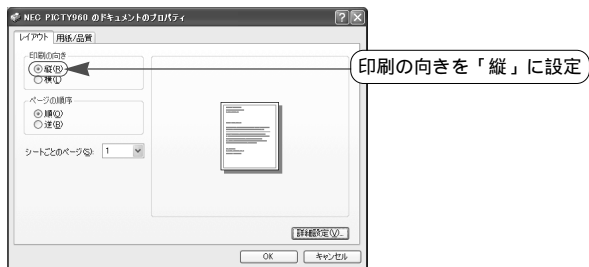 NEC PICTY960 のドキュメントのプロパティ
レイアウト 用紙/品質
印刷の向き
縦(R)
横(L)
印刷の向きを「縦」に設定
ページの順序
順(Q)
逆(B)
シートごとのページ(S): 1
詳細設定(V)...
OK キャンセル